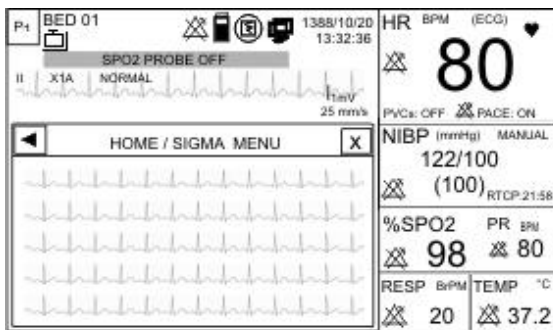 P-t BED 01 1388/10/20
13:32:36
SPO2 PROBE OFF
II X1A NORMAL
1mV
25 mm/s
HOME / SIGMA MENU X
HR BPM (ECG)
80
PVCs: OFF PACE: ON
NIBP (mmHg) MANUAL
122/100
(100) RTCP:21:58
%SPO2 PR BPM
98 80
RESP BrPM TEMP °C
20 37.2